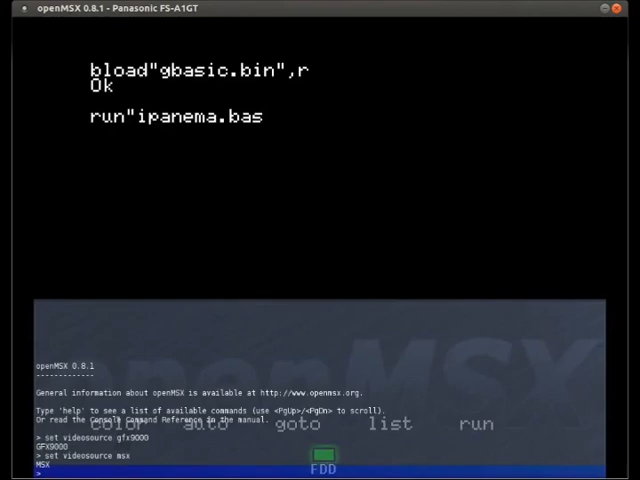 openMSX 0.8.1 - Panasonic FS-A1GT
bload"gbasic.bin",r
Ok
run"ipanema.bas
openMSX
openMSX 0.8.1
-------------
General information about openMSX is available at http://www.openmsx.org.
Type 'help' to see a list of available commands (use <PgUp>/<PgDn> to scroll).
Or read the Console Command Reference in the manual.
color auto goto list run
> set videosource gfx9000
GFX9000
> set videosource msx
MSX
>
FDD